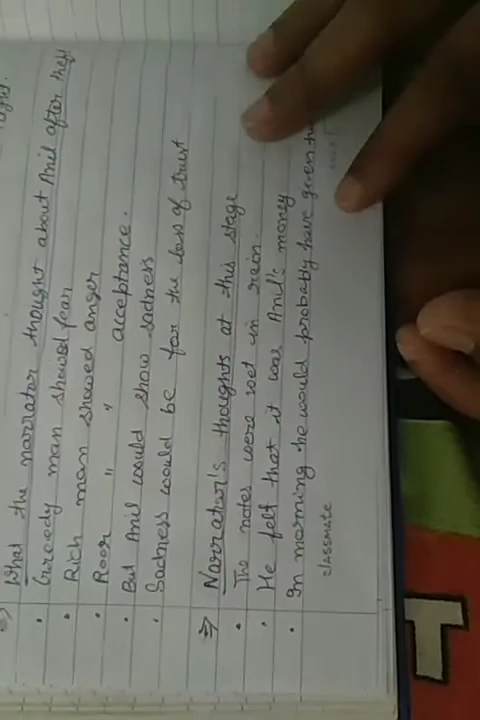 ⇒ What the narrator thought about Anil after theft
• Greedy man showed fear
• Rich man showed anger
• Poor " " acceptance.
• But Anil would show sadness
• Sadness would be for the loss of trust
⇒ Narrator's thoughts at this stage
• The notes were wet in rain.
• He felt that it was Anil's money
• In morning he would probably have given
classmate
T